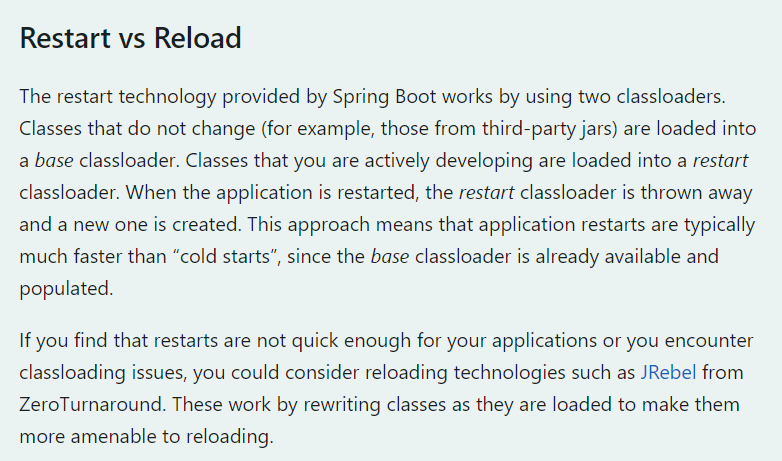 Restart vs Reload
The restart technology provided by Spring Boot works by using two classloaders.
Classes that do not change (for example, those from third-party jars) are loaded into
a base classloader. Classes that you are actively developing are loaded into a restart
classloader. When the application is restarted, the restart classloader is thrown away
and a new one is created. This approach means that application restarts are typically
much faster than “cold starts”, since the base classloader is already available and
populated.
If you find that restarts are not quick enough for your applications or you encounter
classloading issues, you could consider reloading technologies such as JRebel from
ZeroTurnaround. These work by rewriting classes as they are loaded to make them
more amenable to reloading.